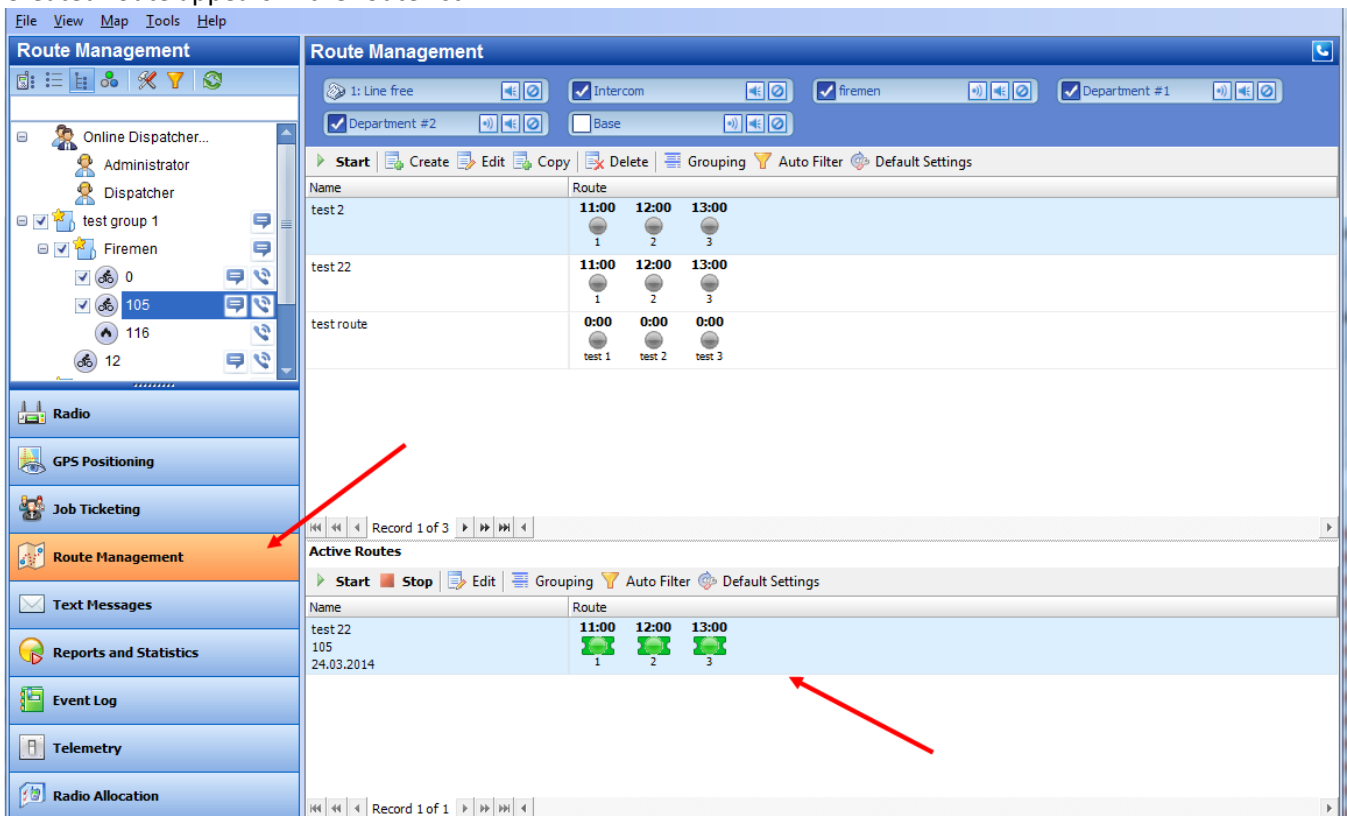 File View Map Tools Help
Route Management
Route Management
1: Line free
Intercom
firemen
Department #1
Department #2
Base
Online Dispatcher...
Administrator
Dispatcher
test group 1
Firemen
0
105
116
12
Start Create Edit Copy Delete Grouping Auto Filter Default Settings
Name Route
test 2 11:00 12:00 13:00
1 2 3
test 22 11:00 12:00 13:00
1 2 3
test route 0:00 0:00 0:00
test 1 test 2 test 3
Record 1 of 3
Radio
GPS Positioning
Job Ticketing
Route Management
Text Messages
Reports and Statistics
Event Log
Telemetry
Radio Allocation
Active Routes
Start Stop Edit Grouping Auto Filter Default Settings
Name Route
test 22 11:00 12:00 13:00
105
24.03.2014 1 2 3
Record 1 of 1